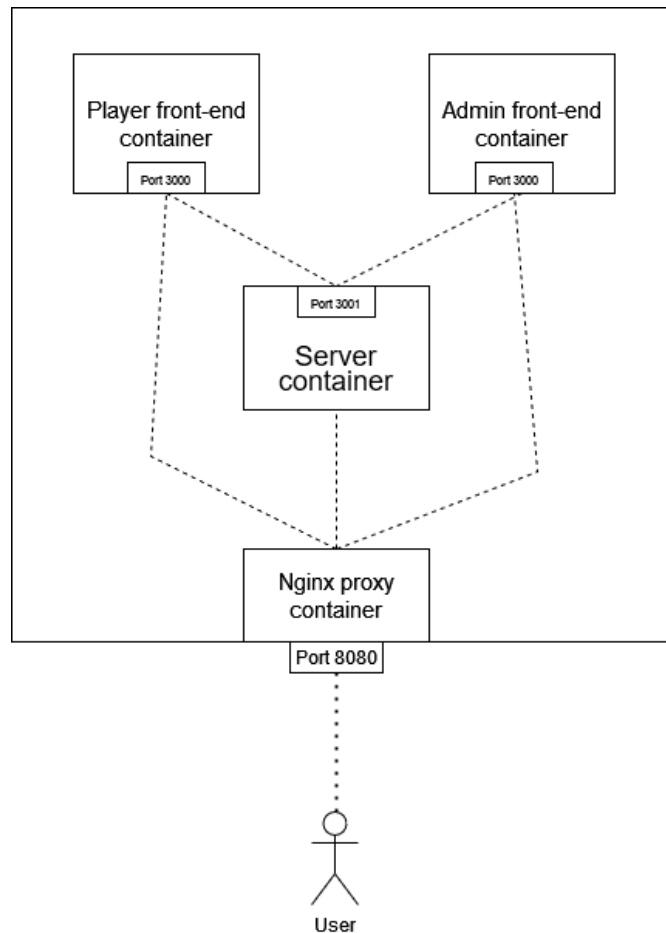 Player front-end
container
Port 3000
Admin front-end
container
Port 3000
Port 3001
Server
container
Nginx proxy
container
Port 8080
User